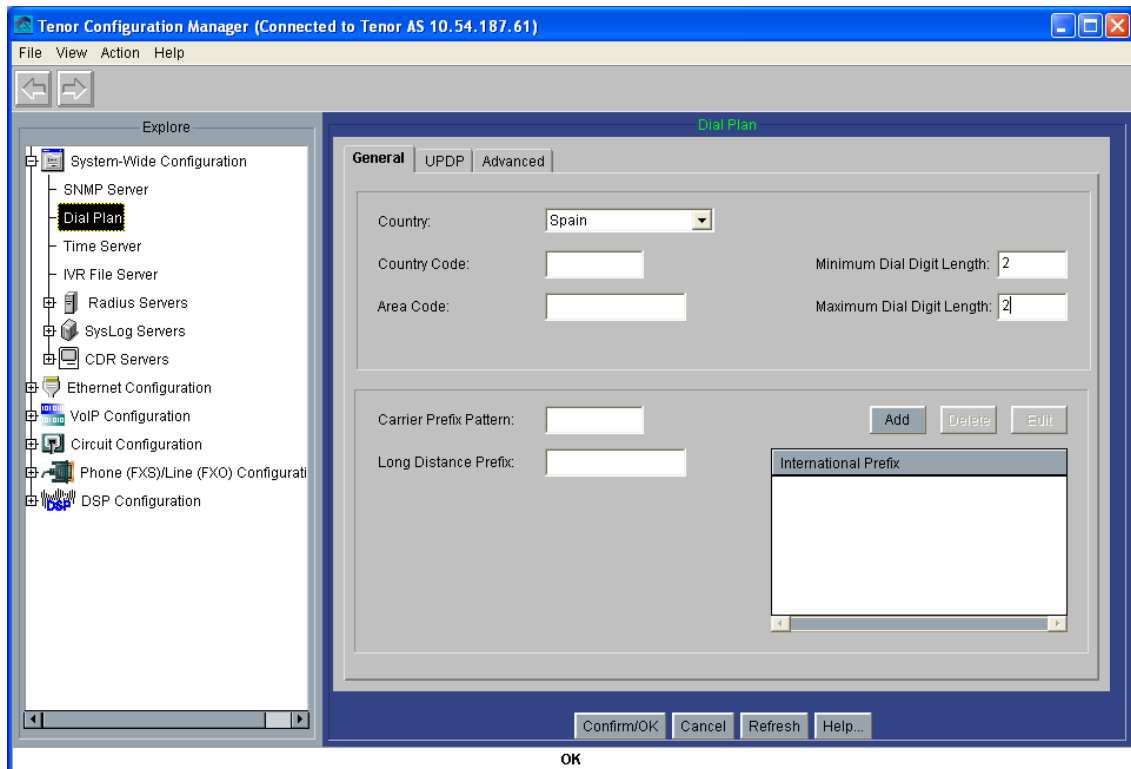 Tenor Configuration Manager (Connected to Tenor AS 10.54.187.61)
File View Action Help
Explore
System-Wide Configuration
SNMP Server
Dial Plan
Time Server
IVR File Server
Radius Servers
SysLog Servers
CDR Servers
Ethernet Configuration
VoIP Configuration
Circuit Configuration
Phone (FXS)/Line (FXO) Configurati
DSP DSP Configuration
Dial Plan
General UPDP Advanced
Country: Spain
Country Code: Minimum Dial Digit Length: 2
Area Code: Maximum Dial Digit Length: 2
Carrier Prefix Pattern: Add Delete Edit
Long Distance Prefix: International Prefix
Confirm/OK Cancel Refresh Help...
OK